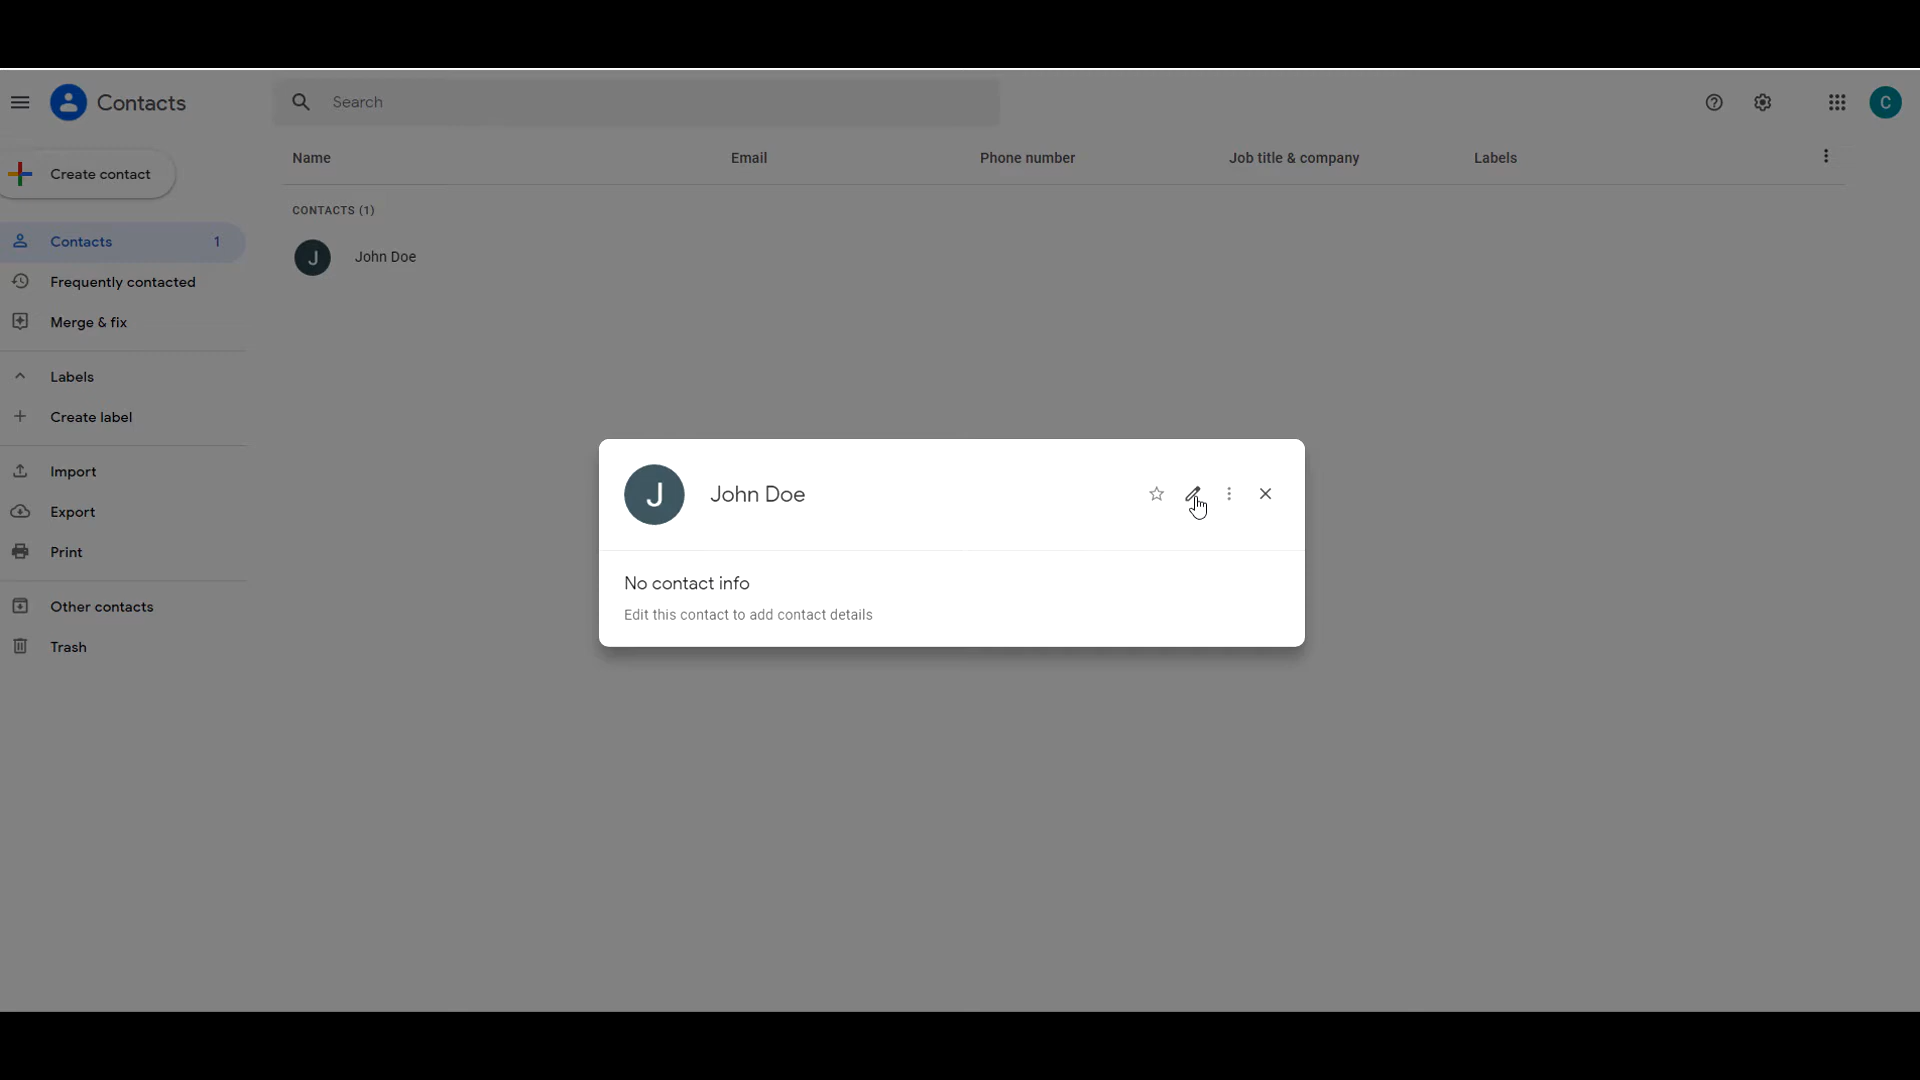 Contacts
Search
C
Create contact
Name Email Phone number Job title & company Labels
CONTACTS (1)
Contacts 1
J John Doe
Frequently contacted
Merge & fix
Labels
Create label
Import
Export
Print
Other contacts
Trash
J John Doe
No contact info
Edit this contact to add contact details